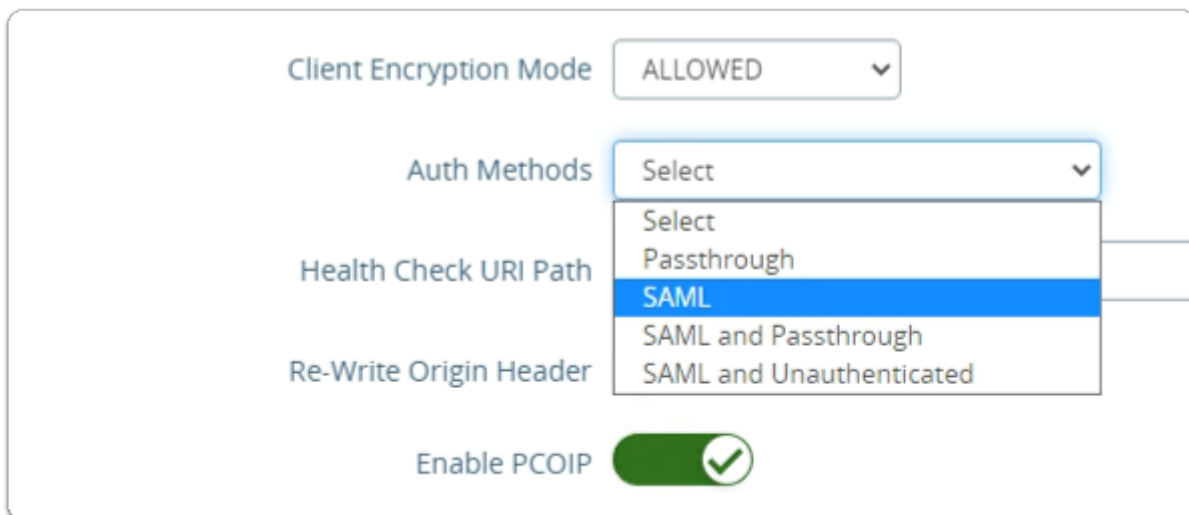 Client Encryption Mode ALLOWED
Auth Methods Select
Select
Passthrough
Health Check URI Path
SAML
SAML and Passthrough
Re-Write Origin Header
SAML and Unauthenticated
Enable PCOIP